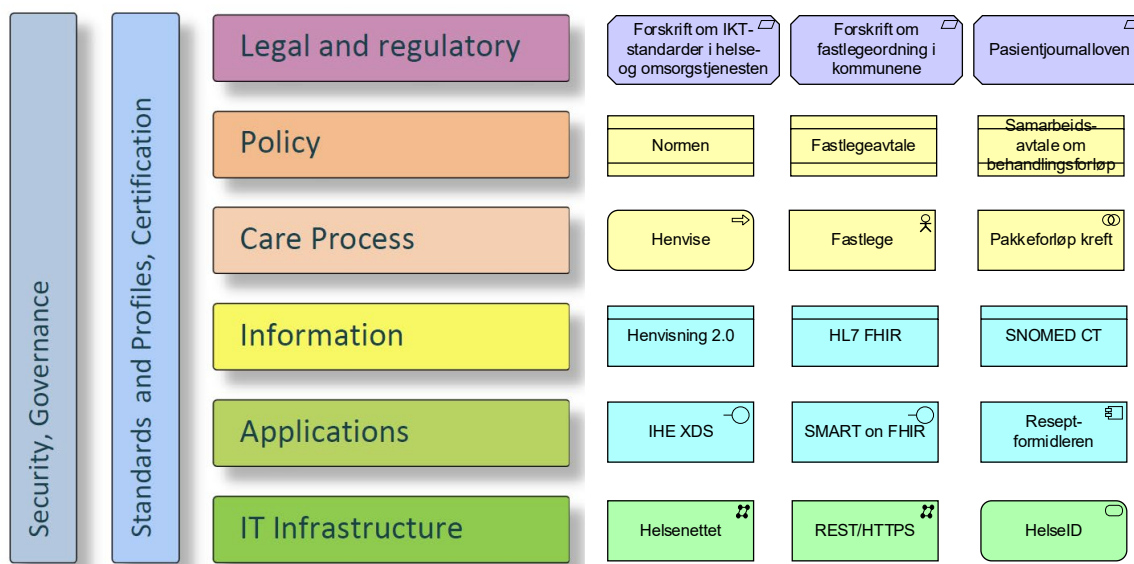 Security, Governance
Standards and Profiles, Certification
Legal and regulatory
Forskrift om IKT-
standarder i helse-
og omsorgstjenesten
Forskrift om
fastlegeordning i
kommunene
Pasientjournalloven
Policy
Normen
Fastlegeavtale
Samarbeids-
avtale om
behandlingsforløp
Care Process
Henvise
Fastlege
Pakkeforløp kreft
Information
Henvisning 2.0
HL7 FHIR
SNOMED CT
Applications
IHE XDS
SMART on FHIR
Resept-
formidleren
IT Infrastructure
Helsenettet
REST/HTTPS
HelseID